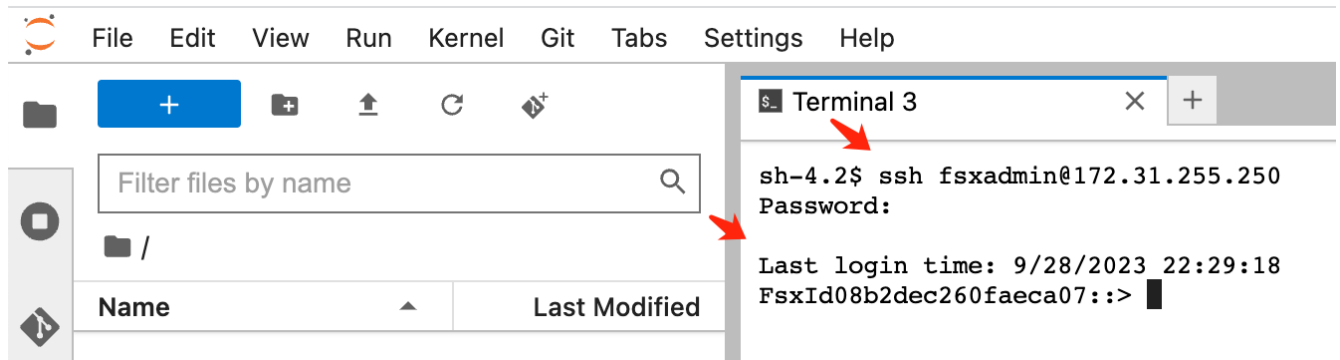 File Edit View Run Kernel Git Tabs Settings Help
+
Filter files by name
/
Name Last Modified
$_ Terminal 3 × +
sh-4.2$ ssh fsxadmin@172.31.255.250
Password:
Last login time: 9/28/2023 22:29:18
FsxId08b2dec260faeca07::>